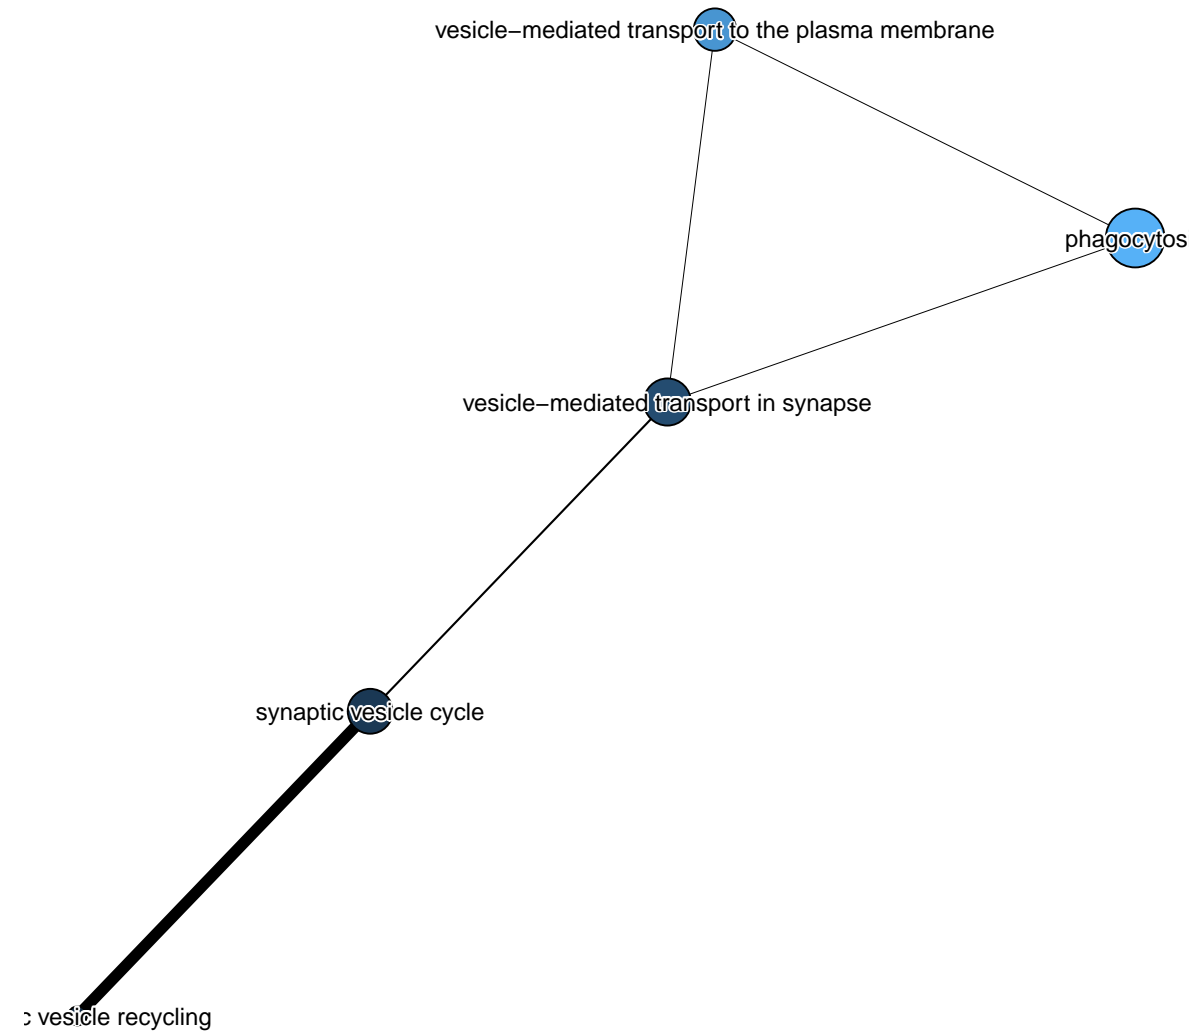 vesicle−mediated transport to the plasma membrane
phagocytos
vesicle−mediated transport in synapse
synaptic vesicle cycle
c vesicle recycling